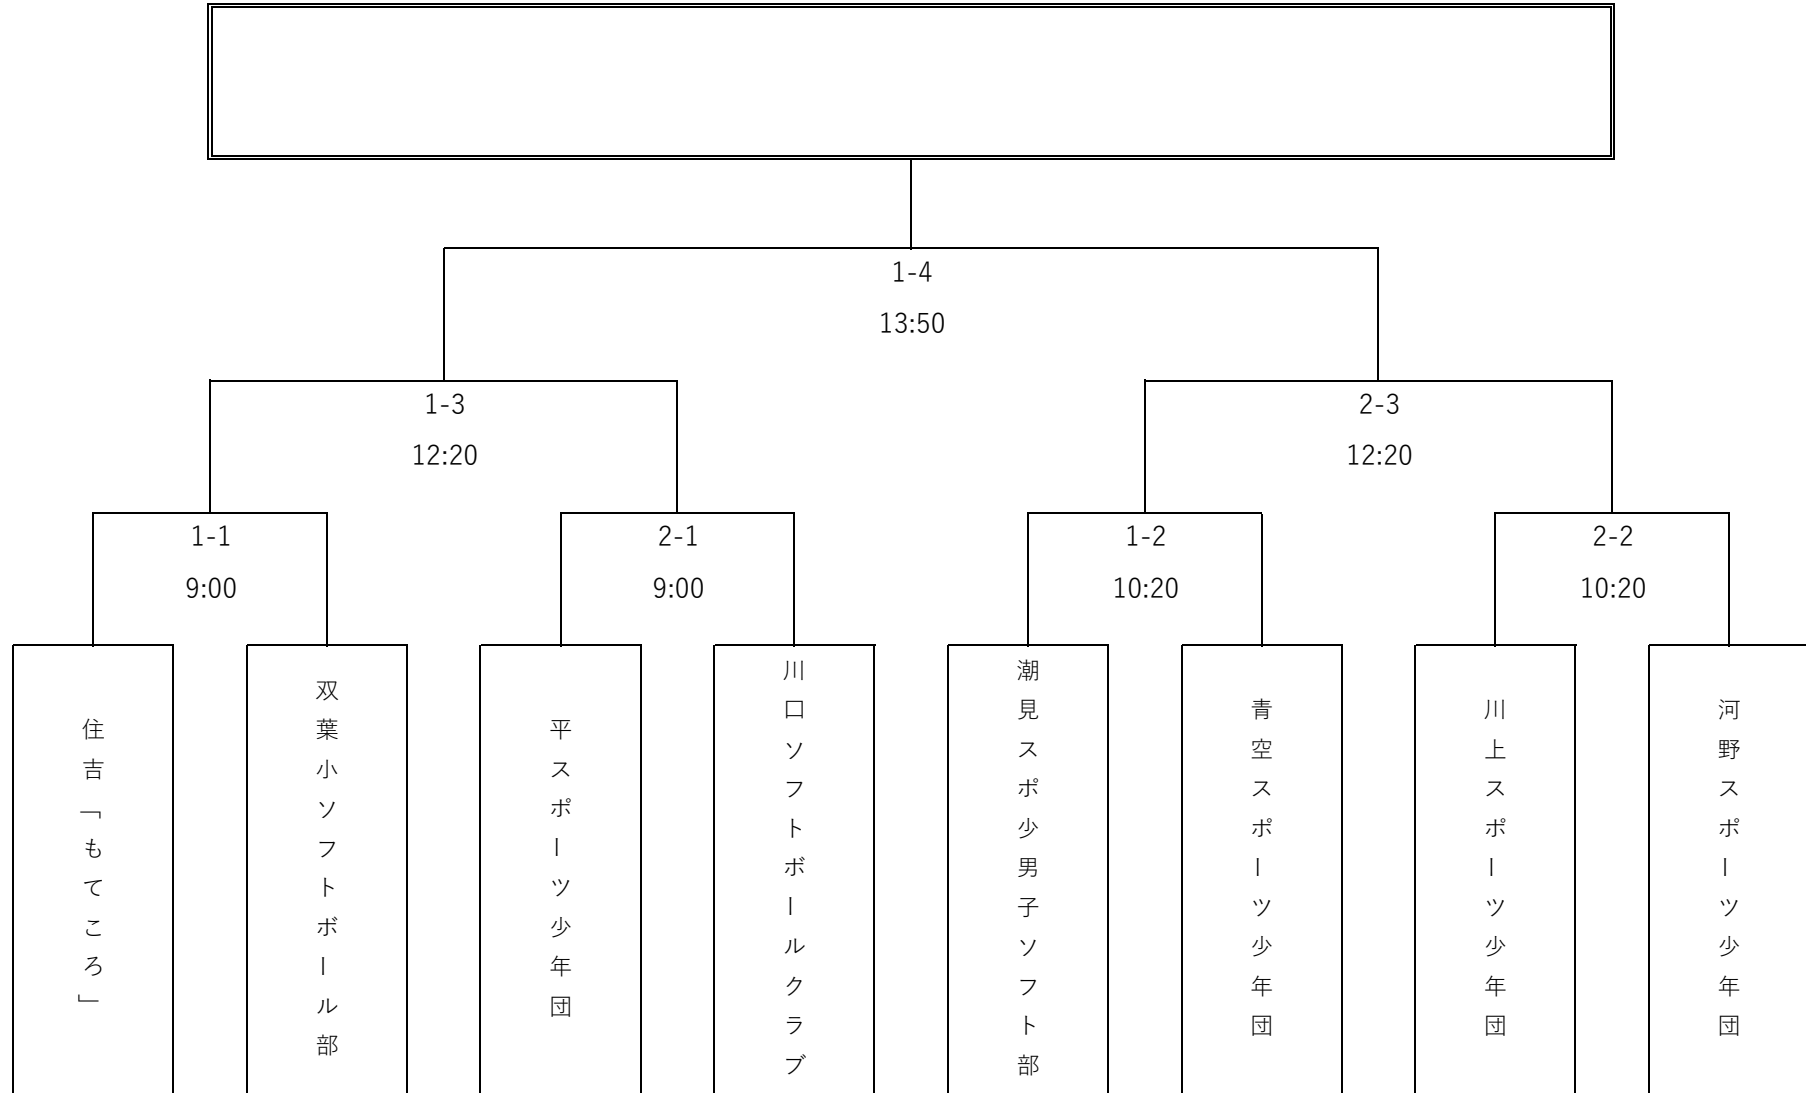 1-4
13:50
1-3
2-3
12:20
12:20
1-1
2-1
1-2
2-2
9:00
9:00
10:20
10:20
住吉「もてころ」
双葉小ソフトボール部
平スポーツ少年団
川口ソフトボールクラブ
潮見スポ少男子ソフト部
青空スポーツ少年団
川上スポーツ少年団
河野スポーツ少年団